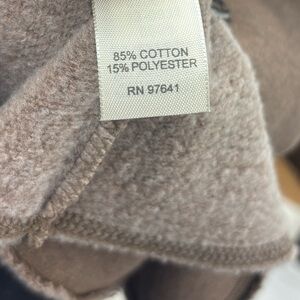 85% COTTON
15% POLYESTER
RN 97641